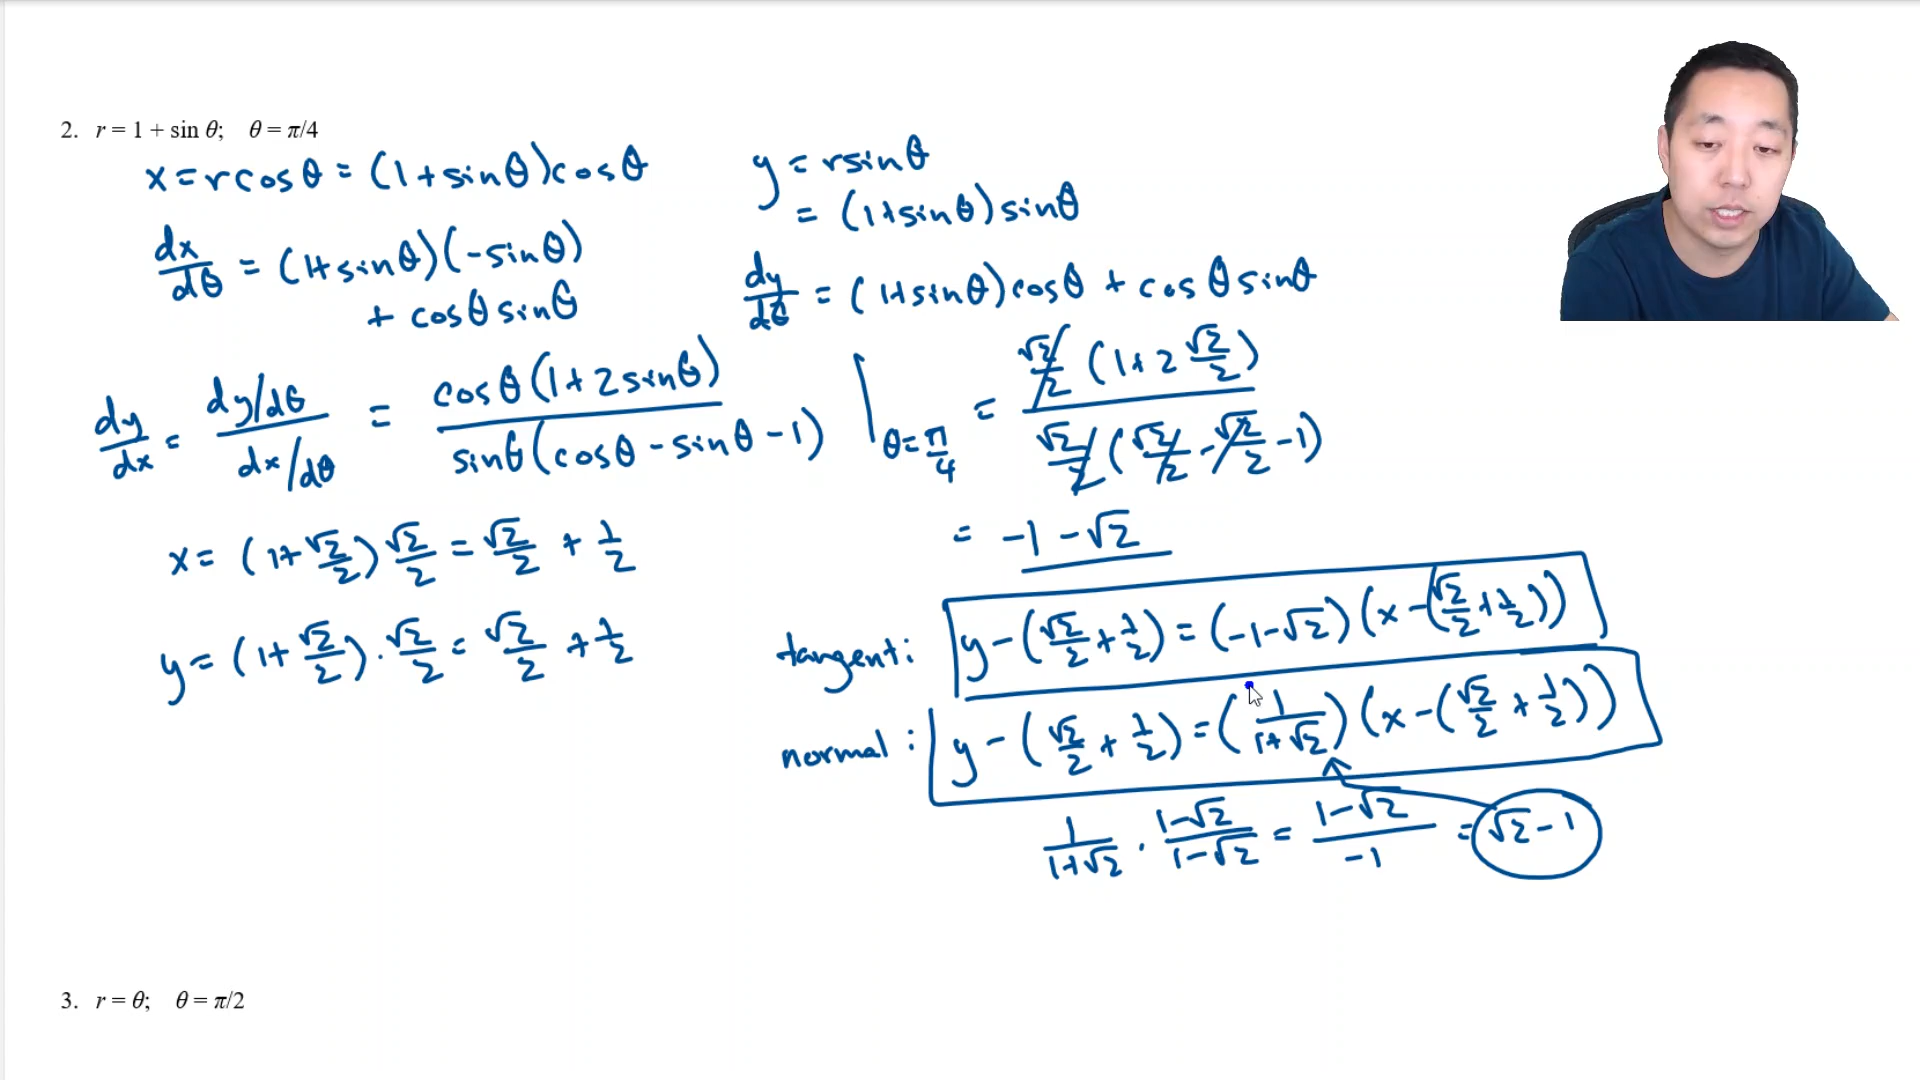 2. r = 1 + sin θ; θ = π/4
x = r cos θ = (1 + sin θ) cos θ
dx/dθ = (1 + sin θ)(-sin θ)
+ cos θ sin θ
y = r sin θ
= (1 + sin θ) sin θ
dy/dθ = (1 + sin θ) cos θ + cos θ sin θ
dy/dx = (dy/dθ)/(dx/dθ) = cos θ (1 + 2 sin θ) / sin θ (cos θ - sin θ - 1) |θ = π/4 = √2/2 (1 + 2 √2/2) / √2/2 (√2/2 - √2/2 - 1)
= -1 - √2
x = (1 + √2/2) √2/2 = √2/2 + 1/2
y = (1 + √2/2) · √2/2 = √2/2 + 1/2
tangent: y - (√2/2 + 1/2) = (-1 - √2)(x - (√2/2 + 1/2))
normal: y - (√2/2 + 1/2) = (1/(1 + √2))(x - (√2/2 + 1/2))
1/(1 + √2) · (1 - √2)/(1 - √2) = (1 - √2)/-1 = √2 - 1
3. r = θ; θ = π/2